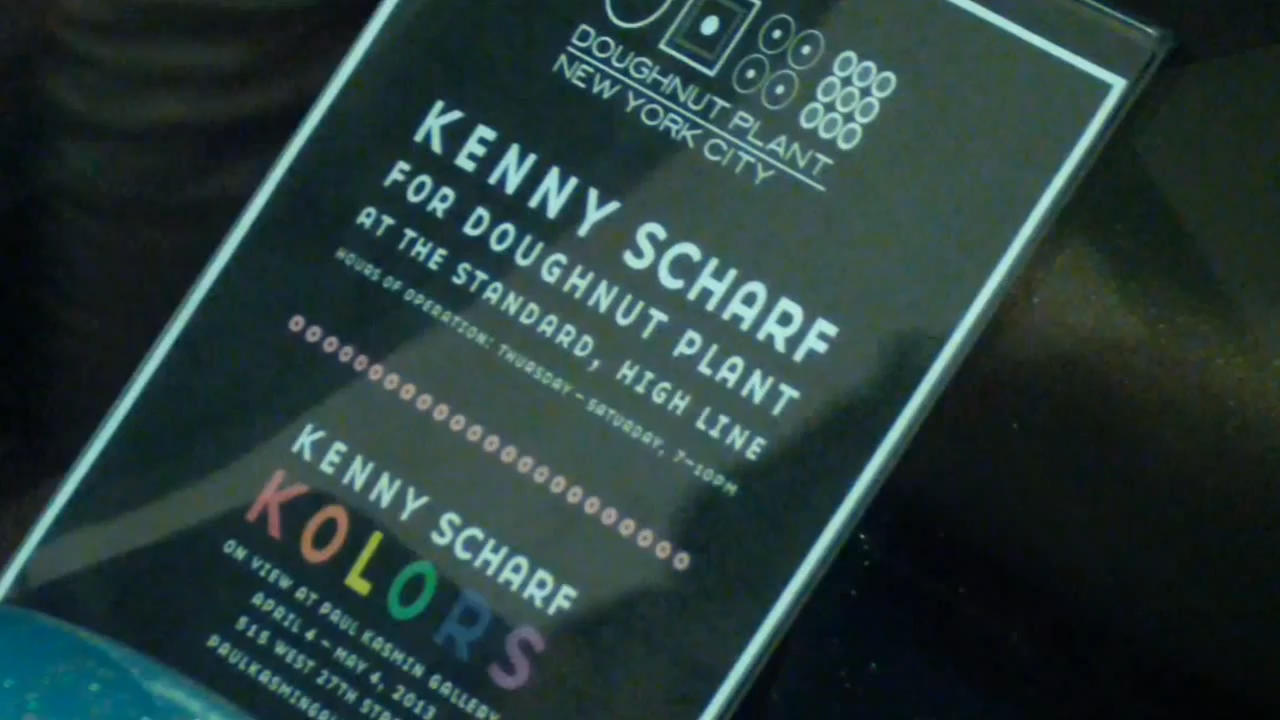 DOUGHNUT PLANT
NEW YORK CITY
KENNY SCHARF
FOR DOUGHNUT PLANT
AT THE STANDARD, HIGH LINE
HOURS OF OPERATION: THURSDAY - SATURDAY, 7-10PM
KENNY SCHARF
KOLORS
ON VIEW AT PAUL KASMIN GALLERY
APRIL 4 - MAY 4, 2013
515 WEST 27TH